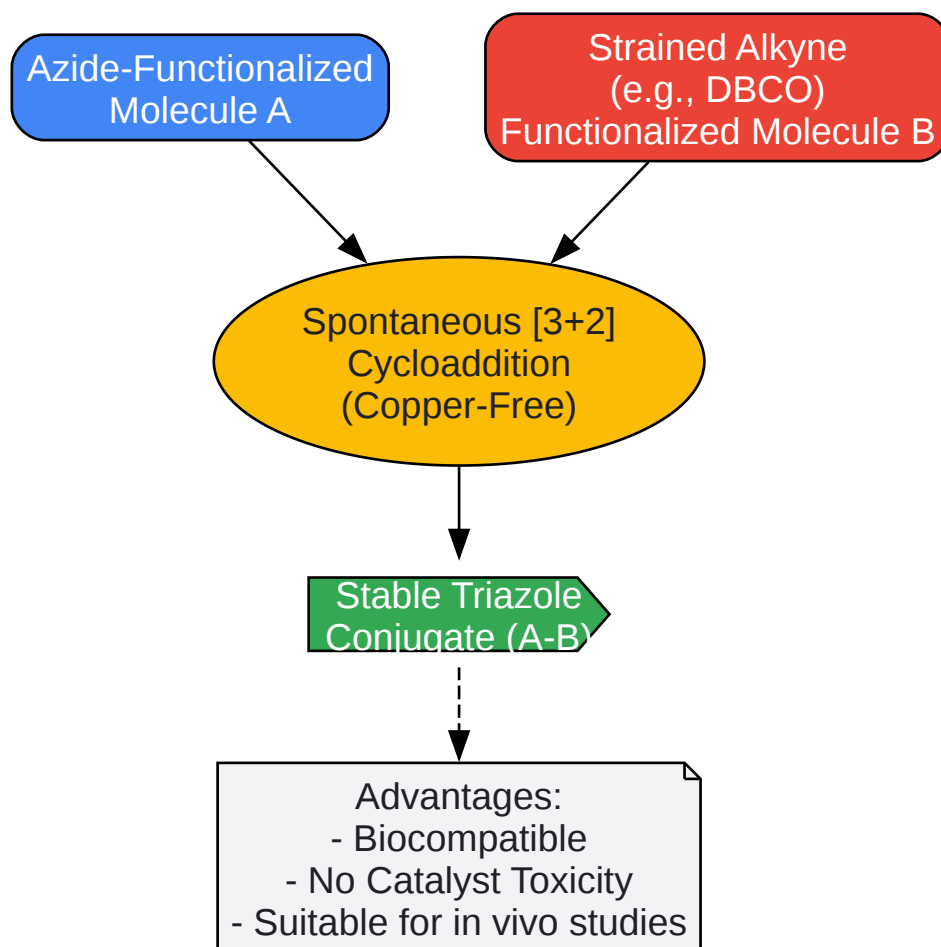 Azide-Functionalized
Molecule A
Strained Alkyne
(e.g., DBCO)
Functionalized Molecule B
Spontaneous [3+2]
Cycloaddition
(Copper-Free)
Stable Triazole
Conjugate (A-B)
Advantages:
- Biocompatible
- No Catalyst Toxicity
- Suitable for in vivo studies